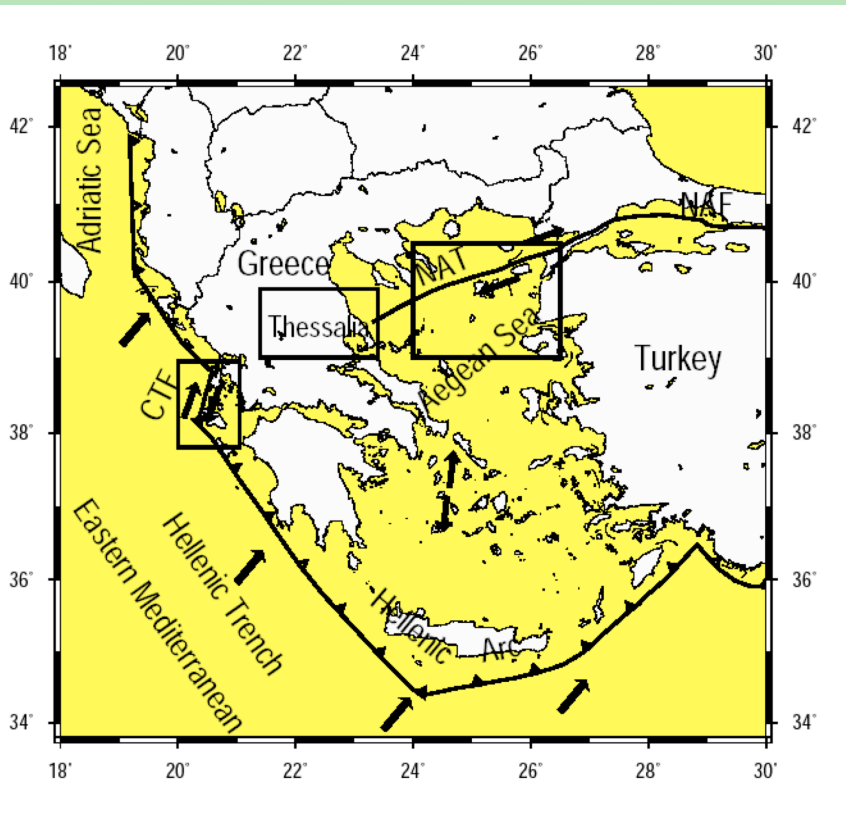 18° 20° 22° 24° 26° 28° 30°
42° 42°
Adriatic Sea
NAF
Greece
NAT
40° 40°
Thessalia
Aegean Sea
Turkey
CTF
38° 38°
Eastern Mediterranean
Hellenic Trench
36° 36°
Hellenic Arc
34° 34°
18° 20° 22° 24° 26° 28° 30°